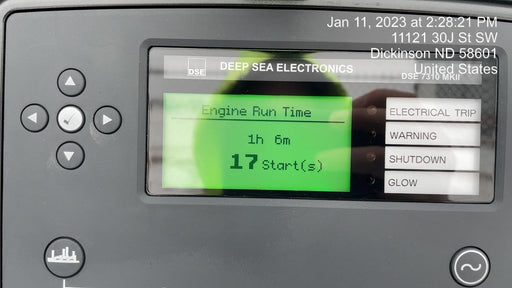 Jan 11, 2023 at 2:28:21 PM
11121 30J St SW
Dickinson ND 58601
United States
DSE
DEEP SEA ELECTRONICS
DSE 7310 MKII
Engine Run Time
1h 6m
17 Start(s)
ELECTRICAL TRIP
WARNING
SHUTDOWN
GLOW